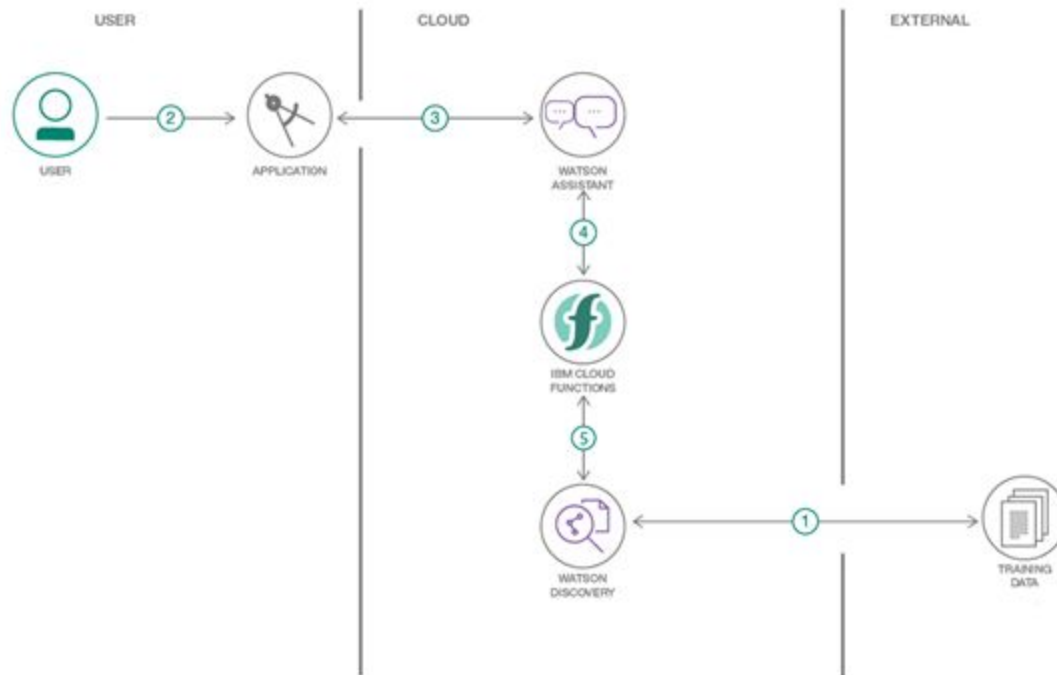 USER
CLOUD
EXTERNAL
2
3
USER
APPLICATION
WATSON
ASSISTANT
4
IBM CLOUD
FUNCTIONS
5
1
WATSON
DISCOVERY
TRAINING
DATA